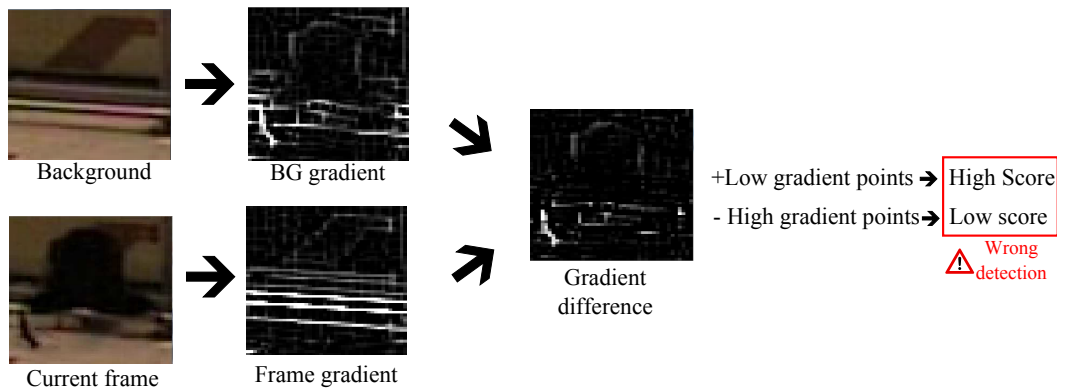 Background
BG gradient
+Low gradient points
High Score
- High gradient points
Low score
Wrong
detection
Gradient
difference
Current frame
Frame gradient